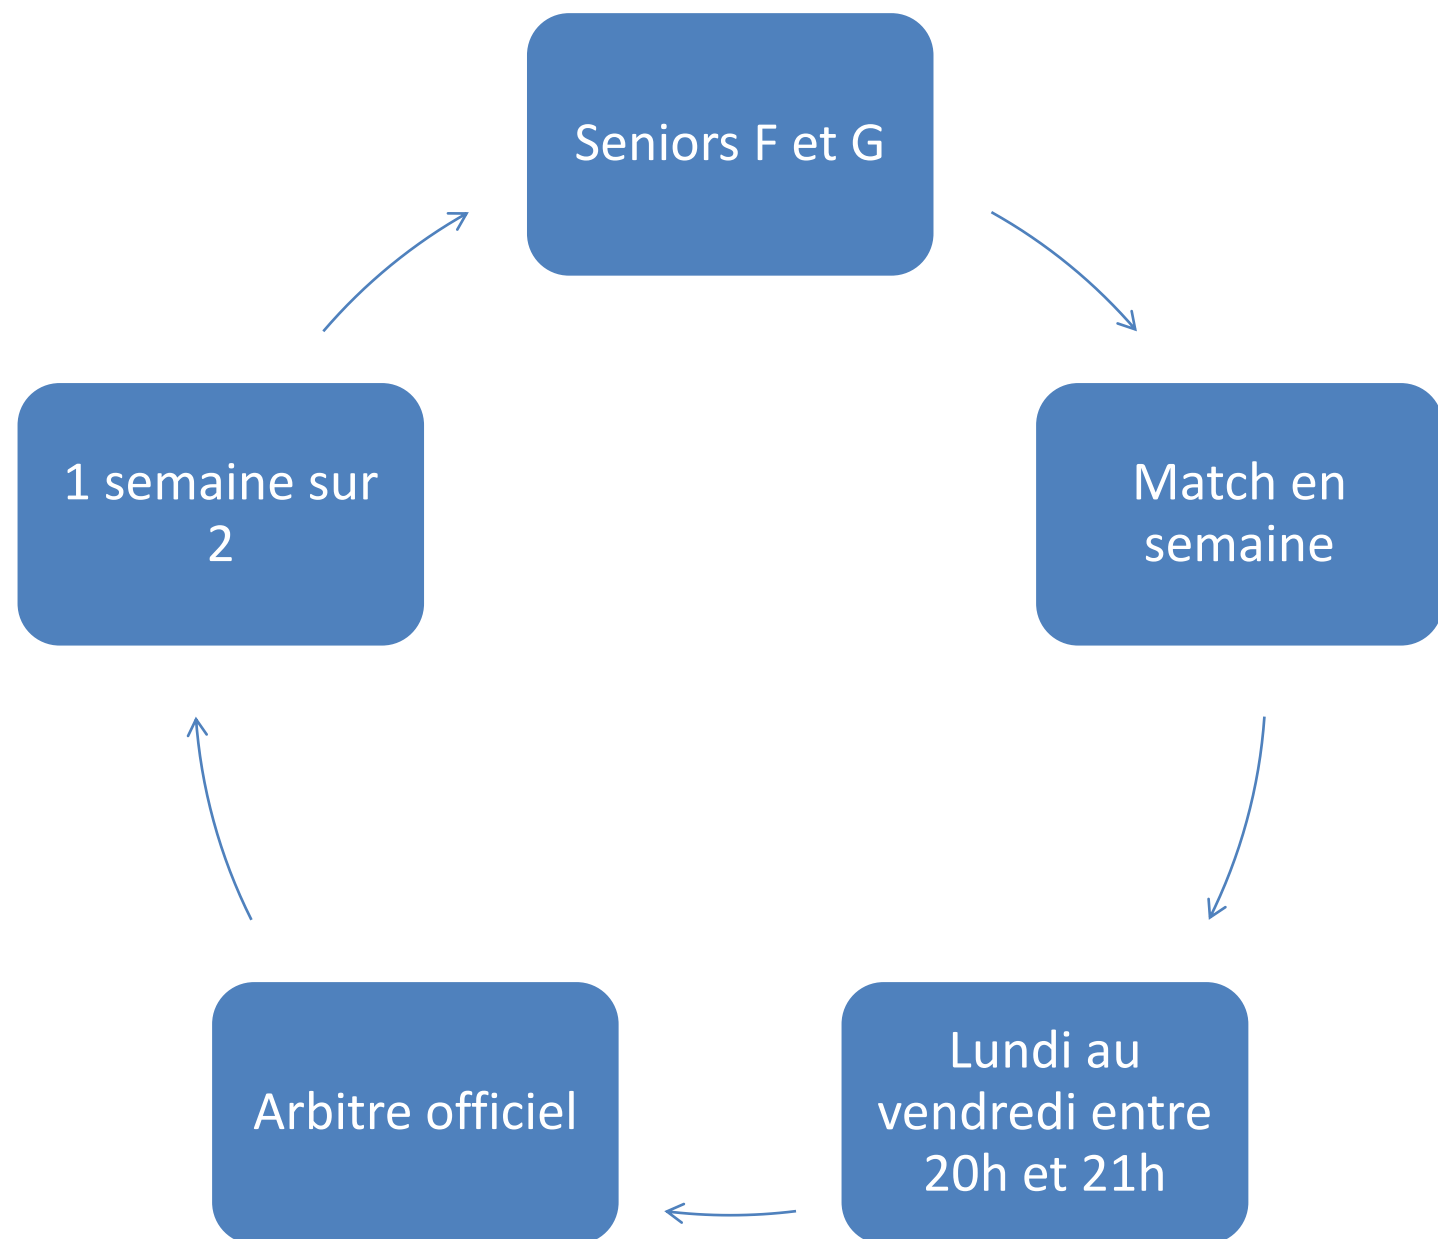 Seniors F et G
Match en
semaine
Lundi au
vendredi entre
20h et 21h
Arbitre officiel
1 semaine sur
2